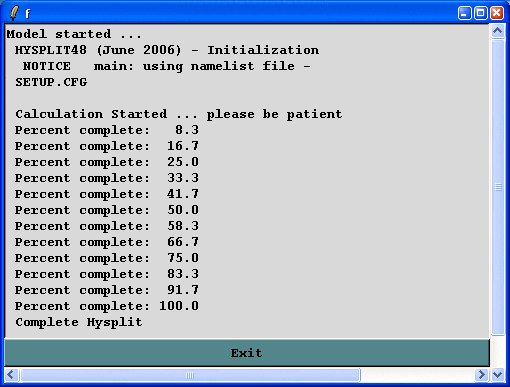 f
Model started ...
HYSPLIT48 (June 2006) - Initialization
NOTICE   main: using namelist file -
SETUP.CFG
Calculation Started ... please be patient
Percent complete:   8.3
Percent complete:  16.7
Percent complete:  25.0
Percent complete:  33.3
Percent complete:  41.7
Percent complete:  50.0
Percent complete:  58.3
Percent complete:  66.7
Percent complete:  75.0
Percent complete:  83.3
Percent complete:  91.7
Percent complete: 100.0
Complete Hysplit
Exit